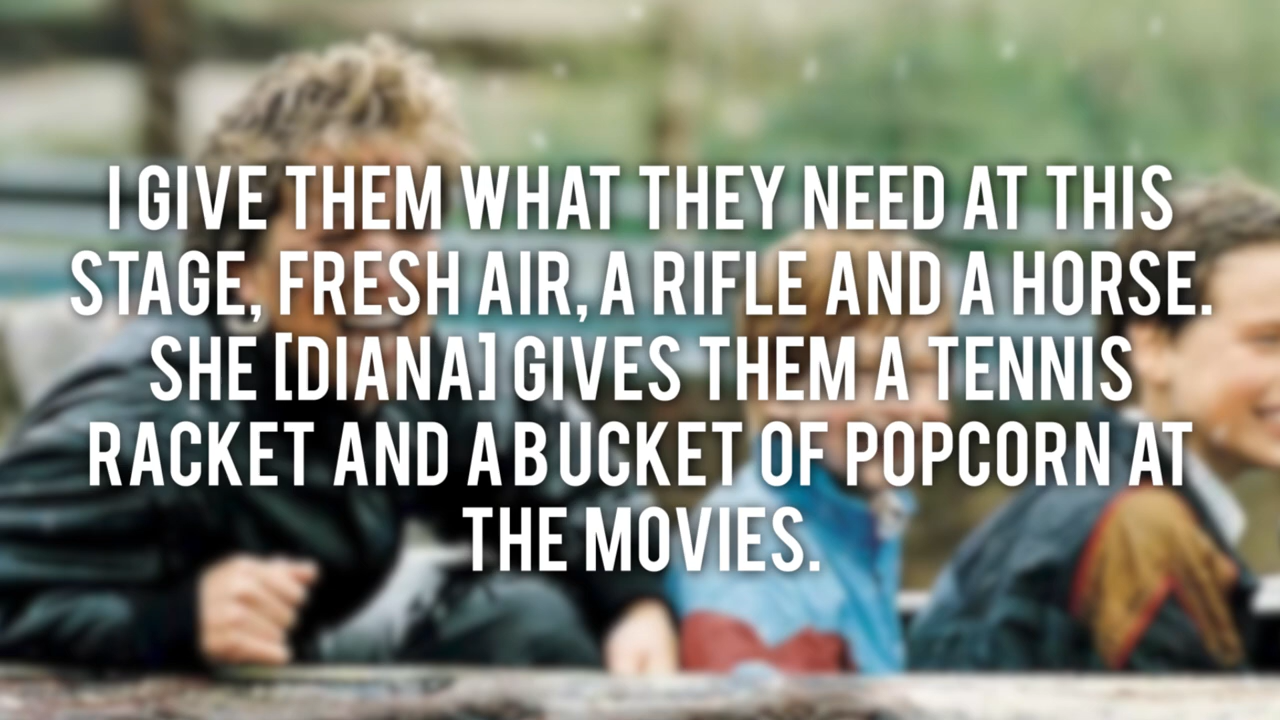 I GIVE THEM WHAT THEY NEED AT THIS
STAGE, FRESH AIR, A RIFLE AND A HORSE.
SHE [DIANA] GIVES THEM A TENNIS
RACKET AND A BUCKET OF POPCORN AT
THE MOVIES.